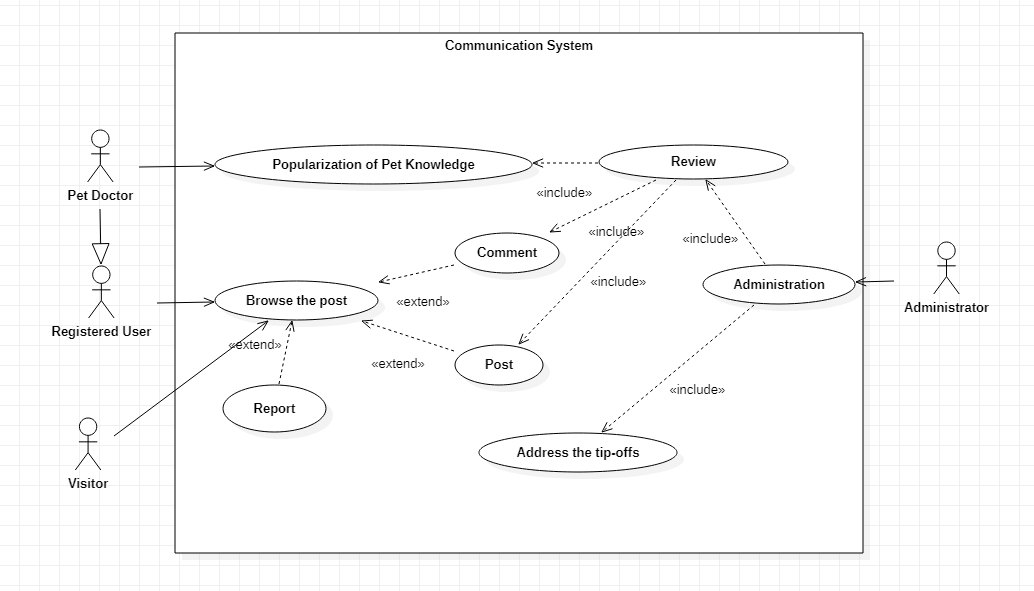 Communication System
Popularization of Pet Knowledge
Review
Pet Doctor
«include»
«include»
«include»
Comment
«include»
Browse the post
Administration
«extend»
Registered User
Administrator
«extend»
«extend»
Post
«include»
Report
Address the tip-offs
Visitor